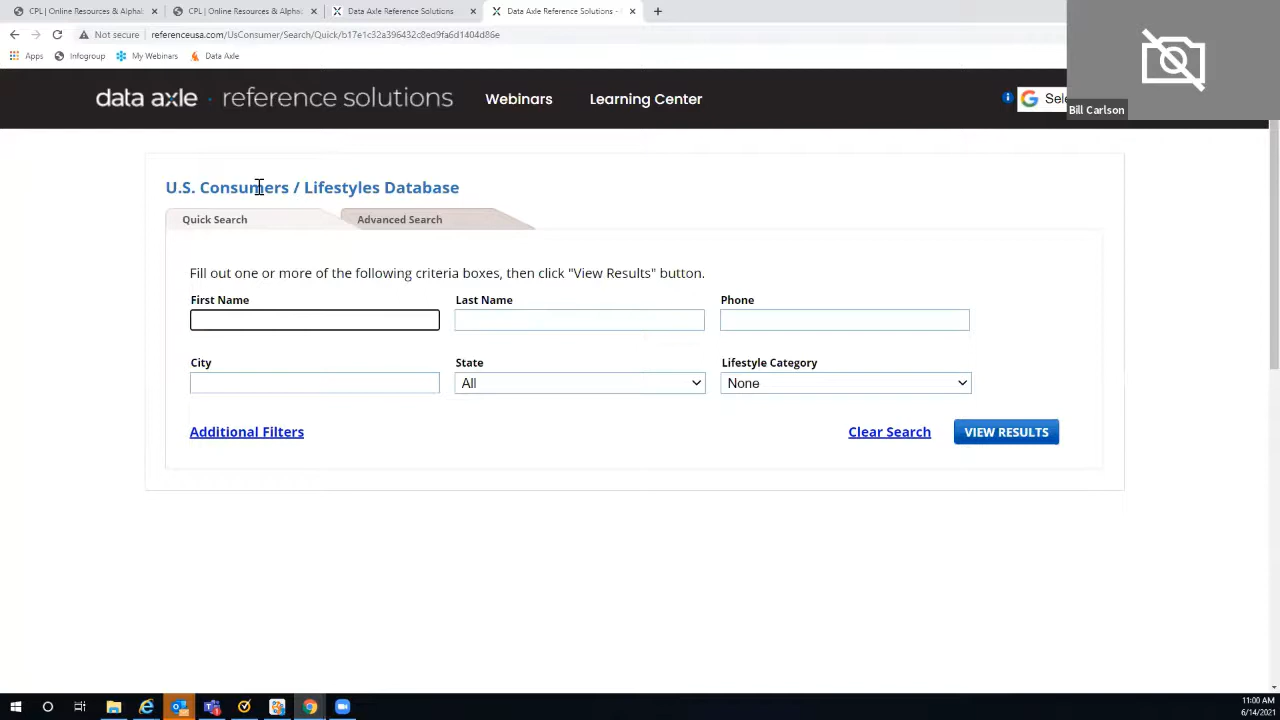 CPL | Online Resources & Alphab
CPL | Online Resources & Alphab
Data Axle Reference Solutions
Data Axle Reference Solutions -
Not secure | referenceusa.com/UsConsumer/Search/Quick/b17e1c32a396432c8ed9fa6d1404d86e
Apps Infogroup My Webinars Data Axle
data axle · reference solutions Webinars Learning Center
Bill Carlson
U.S. Consumers / Lifestyles Database
Quick Search Advanced Search
Fill out one or more of the following criteria boxes, then click "View Results" button.
First Name Last Name Phone
City State Lifestyle Category
All None
Additional Filters Clear Search VIEW RESULTS
11:00 AM
6/14/2021